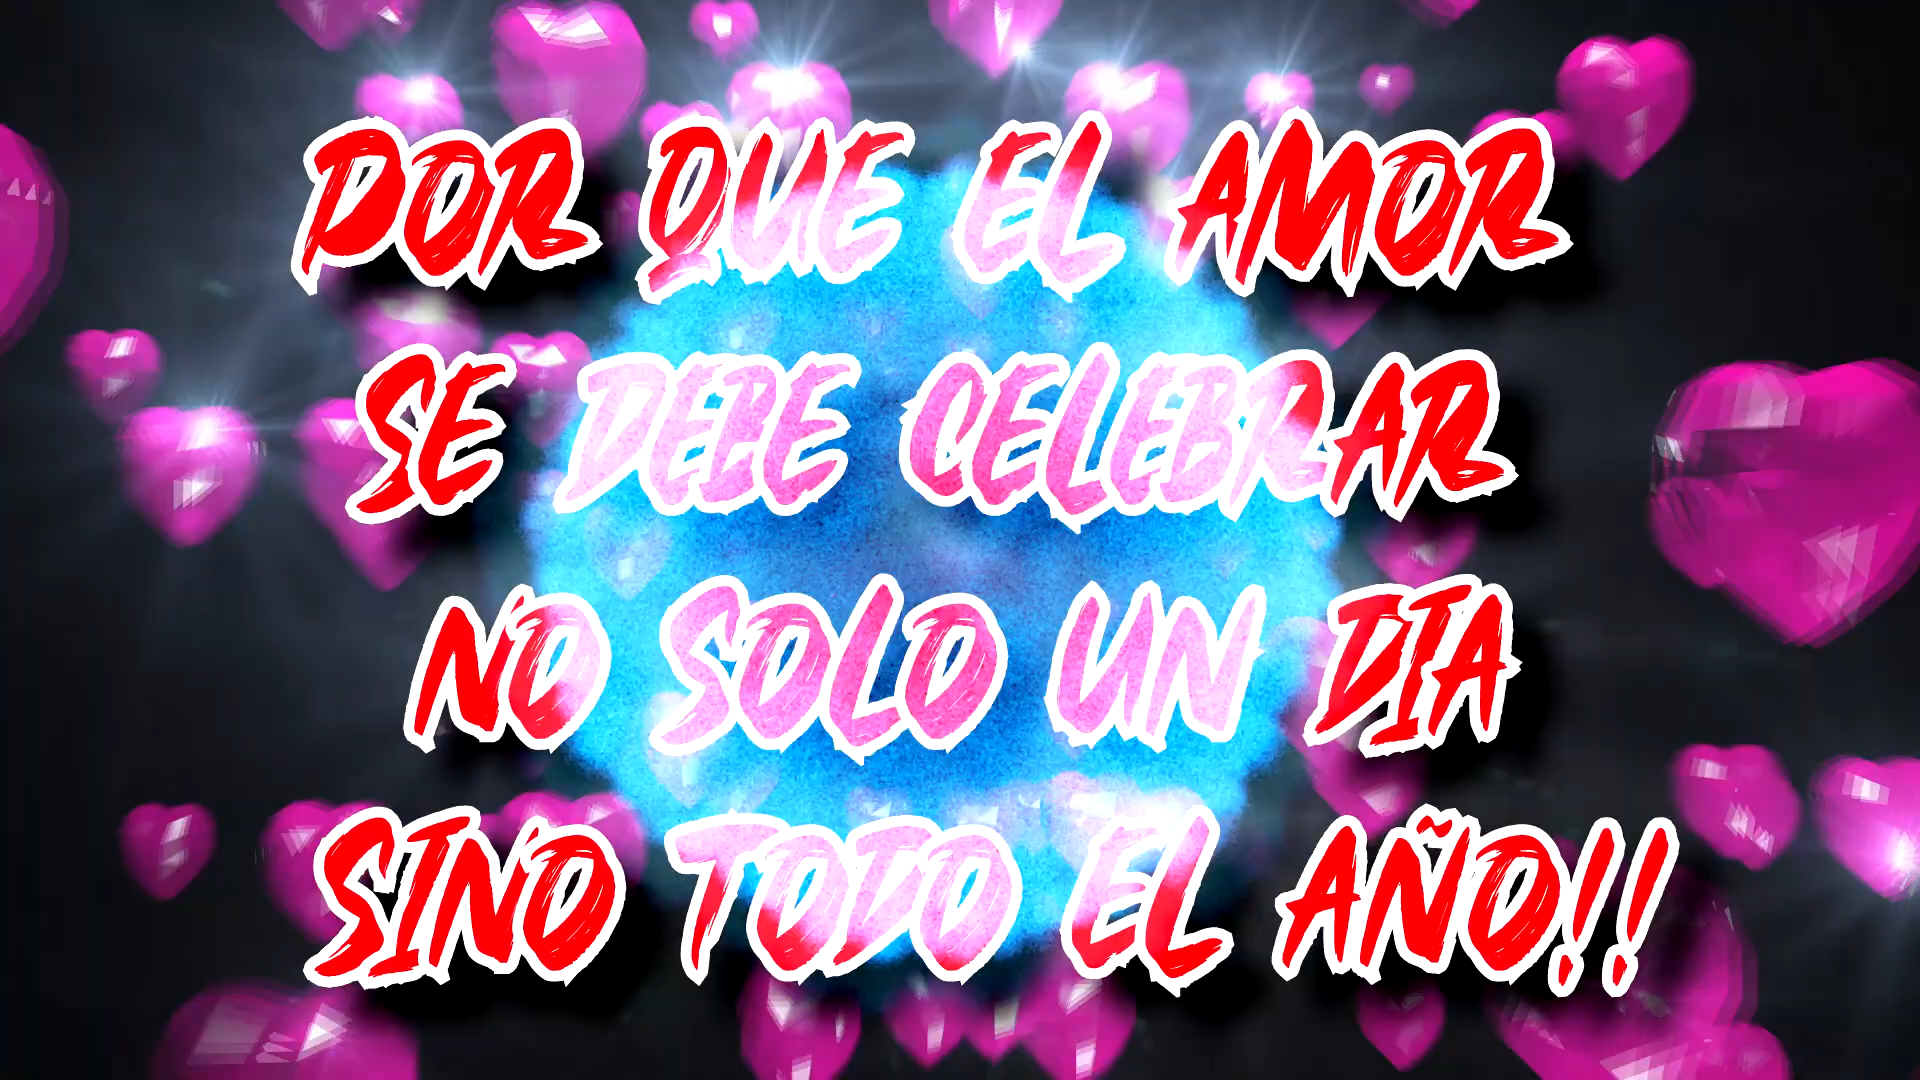 POR QUE EL AMOR
SE DEBE CELEBRAR
NO SOLO UN DIA
SINO TODO EL AÑO!!